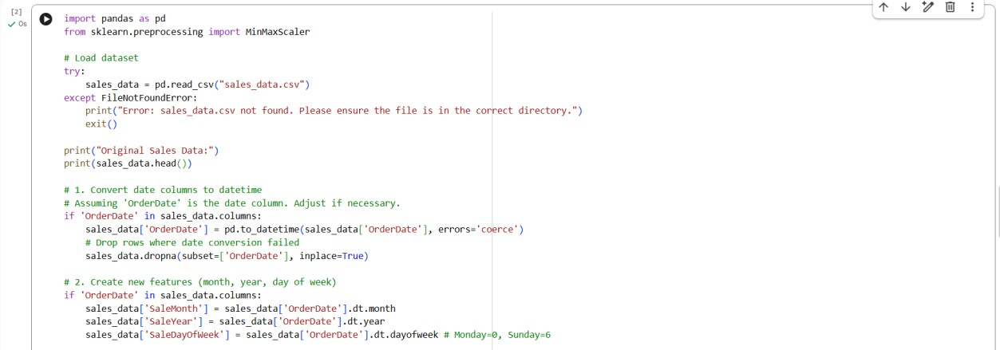 [2]
0s
import pandas as pd
from sklearn.preprocessing import MinMaxScaler
# Load dataset
try:
    sales_data = pd.read_csv("sales_data.csv")
except FileNotFoundError:
    print("Error: sales_data.csv not found. Please ensure the file is in the correct directory.")
    exit()
print("Original Sales Data:")
print(sales_data.head())
# 1. Convert date columns to datetime
# Assuming 'OrderDate' is the date column. Adjust if necessary.
if 'OrderDate' in sales_data.columns:
    sales_data['OrderDate'] = pd.to_datetime(sales_data['OrderDate'], errors='coerce')
    # Drop rows where date conversion failed
    sales_data.dropna(subset=['OrderDate'], inplace=True)
# 2. Create new features (month, year, day of week)
if 'OrderDate' in sales_data.columns:
    sales_data['SaleMonth'] = sales_data['OrderDate'].dt.month
    sales_data['SaleYear'] = sales_data['OrderDate'].dt.year
    sales_data['SaleDayOfWeek'] = sales_data['OrderDate'].dt.dayofweek # Monday=0, Sunday=6